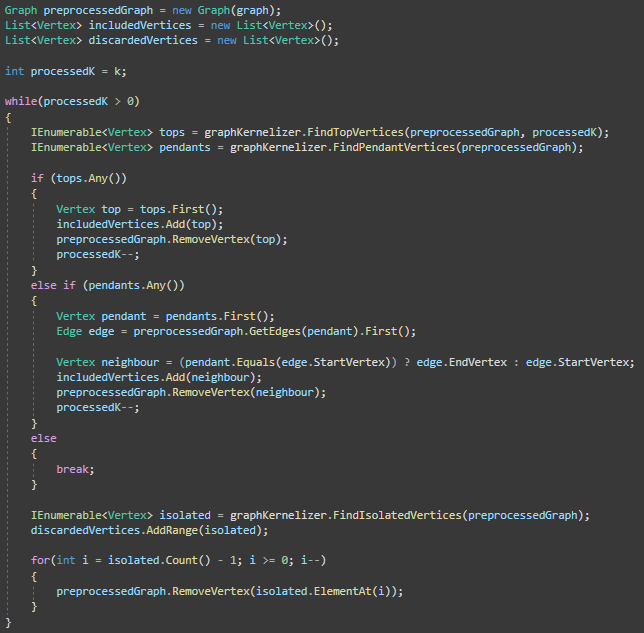 Graph preprocessedGraph = new Graph(graph);
List<Vertex> includedVertices = new List<Vertex>();
List<Vertex> discardedVertices = new List<Vertex>();

int processedK = k;

while(processedK > 0)
{
    IEnumerable<Vertex> tops = graphKernelizer.FindTopVertices(preprocessedGraph, processedK);
    IEnumerable<Vertex> pendants = graphKernelizer.FindPendantVertices(preprocessedGraph);

    if (tops.Any())
    {
        Vertex top = tops.First();
        includedVertices.Add(top);
        preprocessedGraph.RemoveVertex(top);
        processedK--;
    }
    else if (pendants.Any())
    {
        Vertex pendant = pendants.First();
        Edge edge = preprocessedGraph.GetEdges(pendant).First();

        Vertex neighbour = (pendant.Equals(edge.StartVertex)) ? edge.EndVertex : edge.StartVertex;
        includedVertices.Add(neighbour);
        preprocessedGraph.RemoveVertex(neighbour);
        processedK--;
    }
    else
    {
        break;
    }

    IEnumerable<Vertex> isolated = graphKernelizer.FindIsolatedVertices(preprocessedGraph);
    discardedVertices.AddRange(isolated);

    for(int i = isolated.Count() - 1; i >= 0; i--)
    {
        preprocessedGraph.RemoveVertex(isolated.ElementAt(i));
    }
}